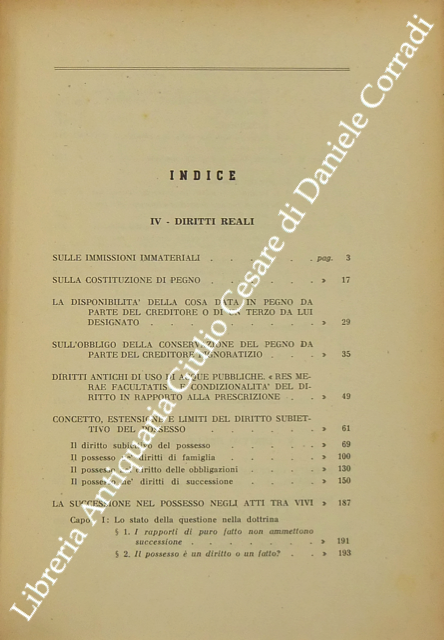 INDICE
IV - DIRITTI REALI
SULLE IMMISSIONI IMMATERIALI . . . . . . pag. 3
SULLA COSTITUZIONE DI PEGNO . . . . . . » 17
LA DISPONIBILITA' DELLA COSA DATA IN PEGNO DA
PARTE DEL CREDITORE O DI UN TERZO DA LUI
DESIGNATO . . . . . . . . . » 29
SULL'OBBLIGO DELLA CONSERVAZIONE DEL PEGNO DA
PARTE DEL CREDITORE PIGNORATIZIO . . . » 35
DIRITTI ANTICHI DI USO DI ACQUE PUBBLICHE. « RES ME-
RAE FACULTATIS » E CONDIZIONALITA' DEL DI-
RITTO IN RAPPORTO ALLA PRESCRIZIONE . . » 49
CONCETTO, ESTENSIONE E LIMITI DEL DIRITTO SUBIET-
TIVO DEL POSSESSO . . . . . . . » 61
Il diritto subiettivo del possesso . . . . . » 69
Il possesso ne' diritti di famiglia . . . . . » 100
Il possesso e diritto delle obbligazioni . . . . » 130
Il possesso ne' diritti di successione . . . . » 150
LA SUCCESSIONE NEL POSSESSO NEGLI ATTI TRA VIVI » 187
Capo I: Lo stato della questione nella dottrina
§ 1. I rapporti di puro fatto non ammettono
successione . . . . . . . » 191
§ 2. Il possesso è un diritto o un fatto? . . » 193
Libreria Antiquaria Giulio Cesare di Daniele Corradi